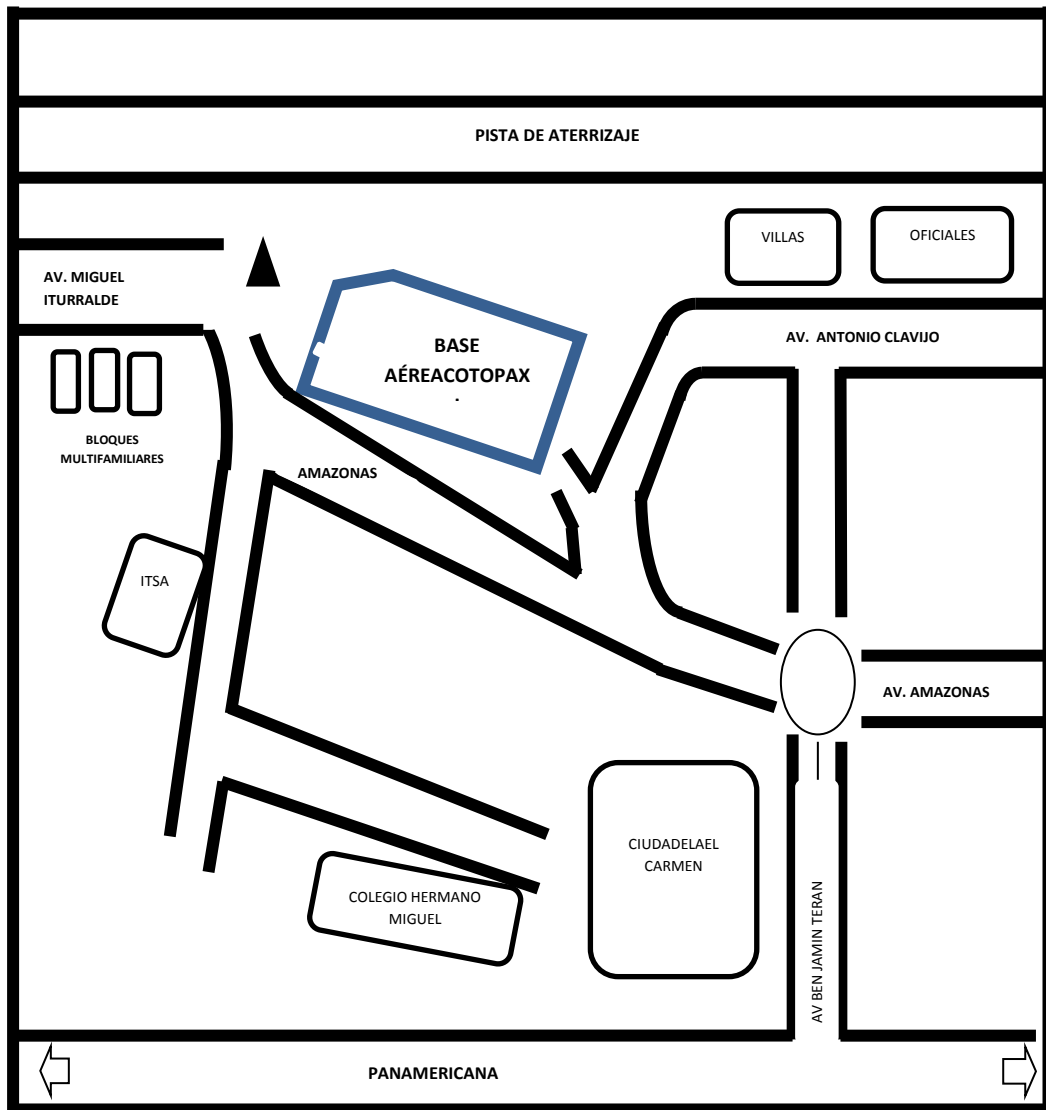 PISTA DE ATERRIZAJE
VILLAS
OFICIALES
AV. MIGUEL
ITURRALDE
AV.  ANTONIO CLAVIJO
BASE
AÉREACOTOPAX
.
BLOQUES
MULTIFAMILIARES
AMAZONAS
ITSA
AV. AMAZONAS
CIUDADELAEL
CARMEN
COLEGIO HERMANO
MIGUEL
AV BEN JAMIN TERAN
PANAMERICANA